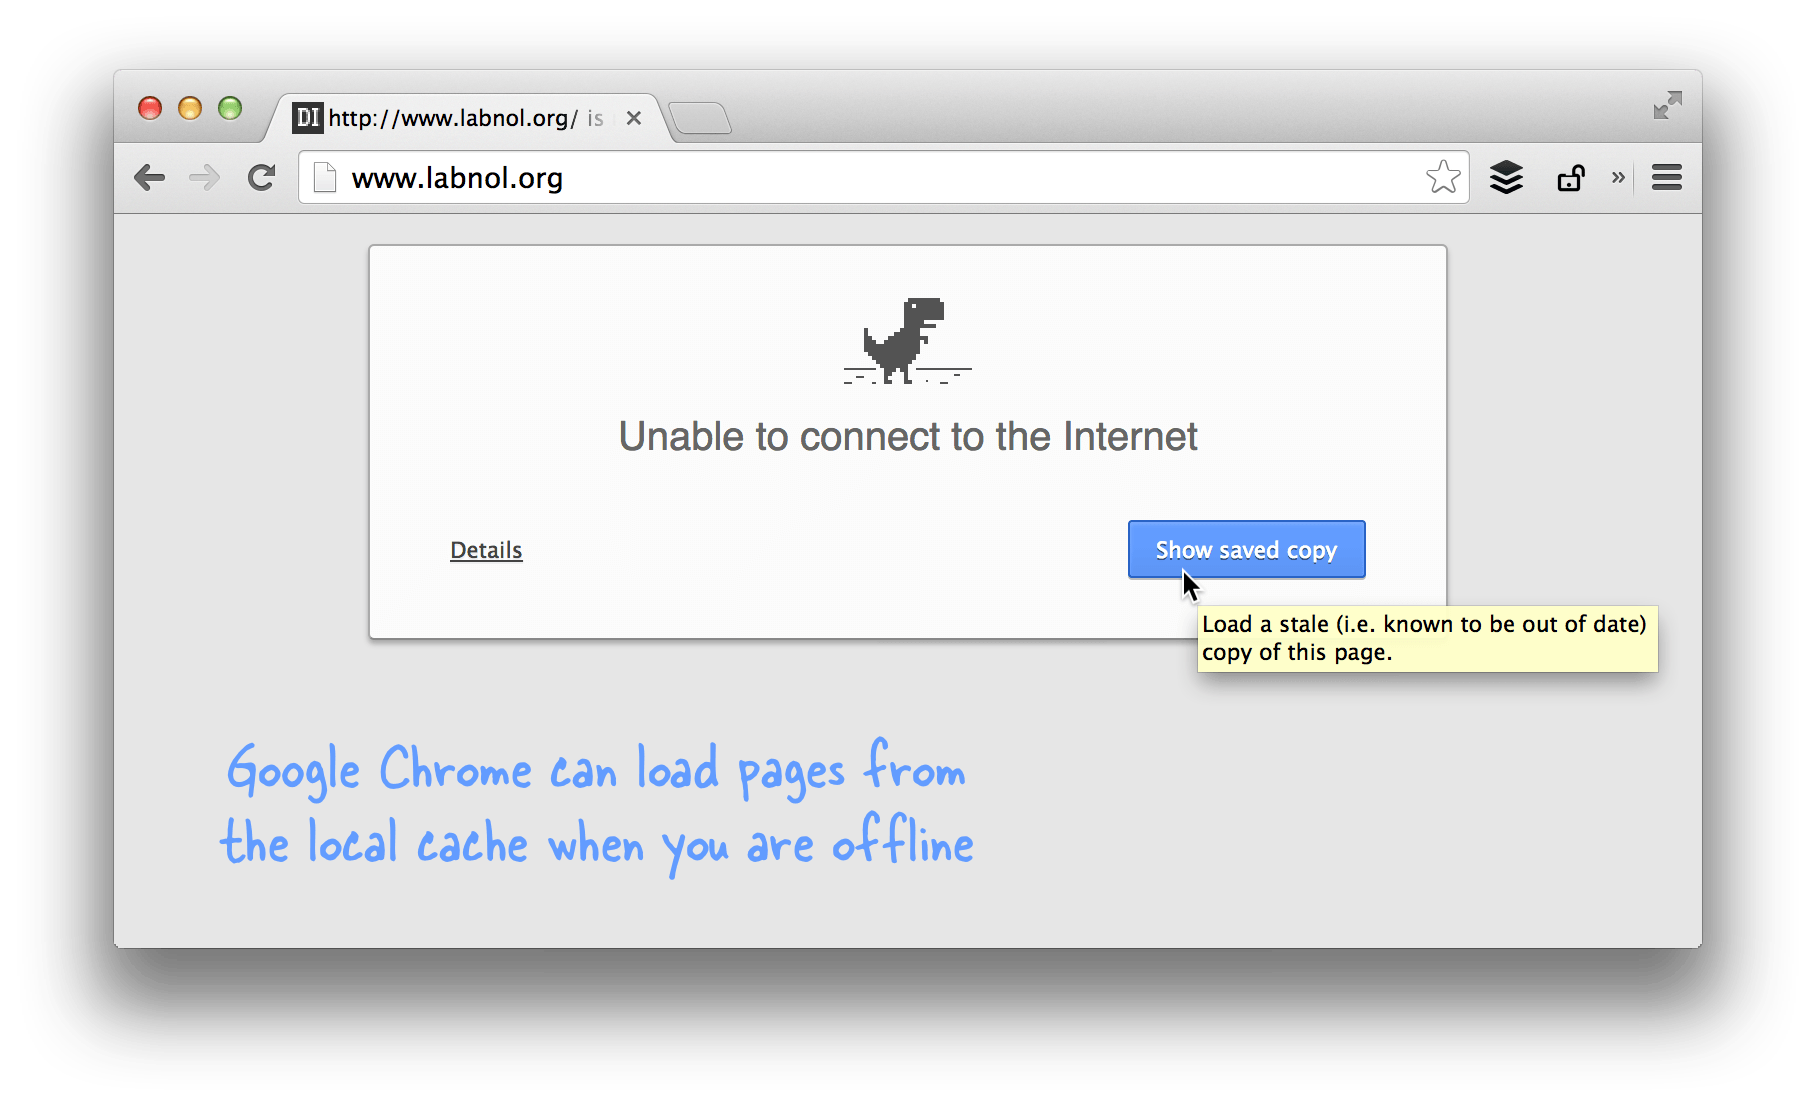 DI http://www.labnol.org/ is
www.labnol.org
Unable to connect to the Internet
Details
Show saved copy
Load a stale (i.e. known to be out of date)
copy of this page.
Google Chrome can load pages from
the local cache when you are offline